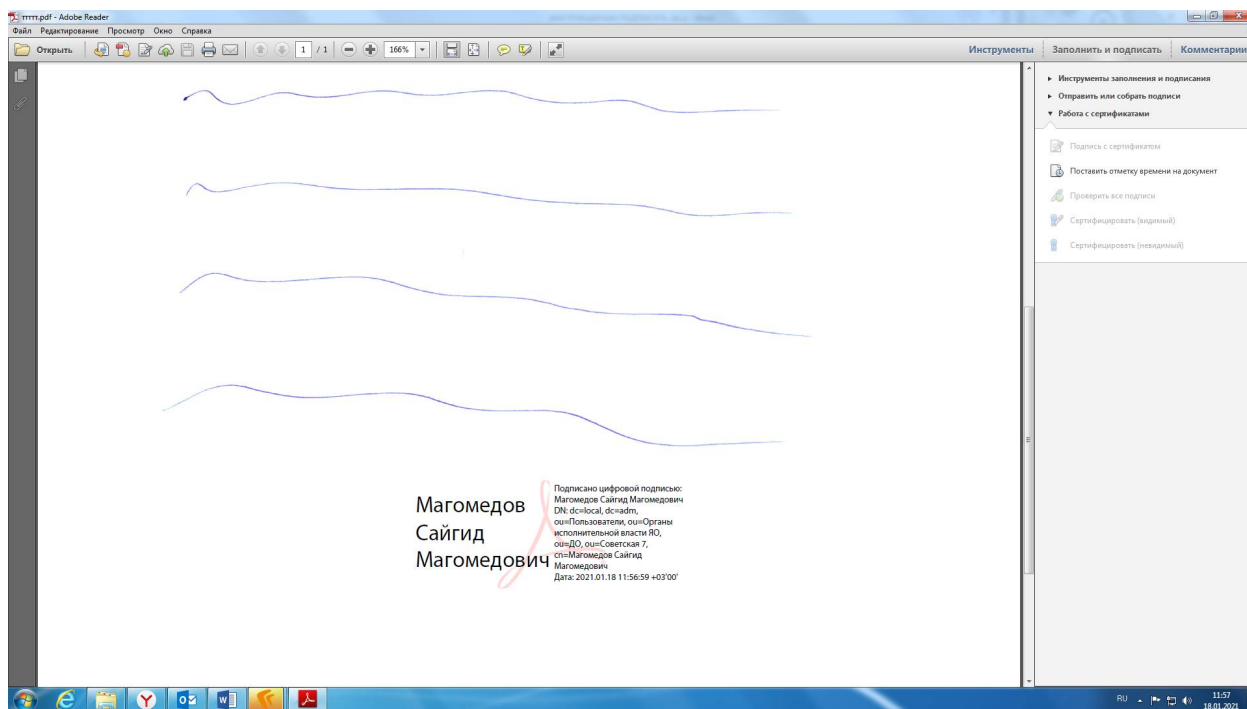 ттттт.pdf - Adobe Reader
Файл Редактирование Просмотр Окно Справка
Открыть 1 / 1 166% Инструменты Заполнить и подписать Комментарии
Инструменты заполнения и подписания
Отправить или собрать подписи
Работа с сертификатами
Подпись с сертификатом
Поставить отметку времени на документ
Проверить все подписи
Сертифицировать (видимый)
Сертифицировать (невидимый)
Магомедов
Сайгид
Магомедович
Подписано цифровой подписью:
Магомедов Сайгид Магомедович
DN: dc=local, dc=adm,
ou=Пользователи, ou=Органы
исполнительной власти ЯО,
ou=ДО, ou=Советская 7,
cn=Магомедов Сайгид
Магомедович
Дата: 2021.01.18 11:56:59 +03'00'
RU 11:57
18.01.2021